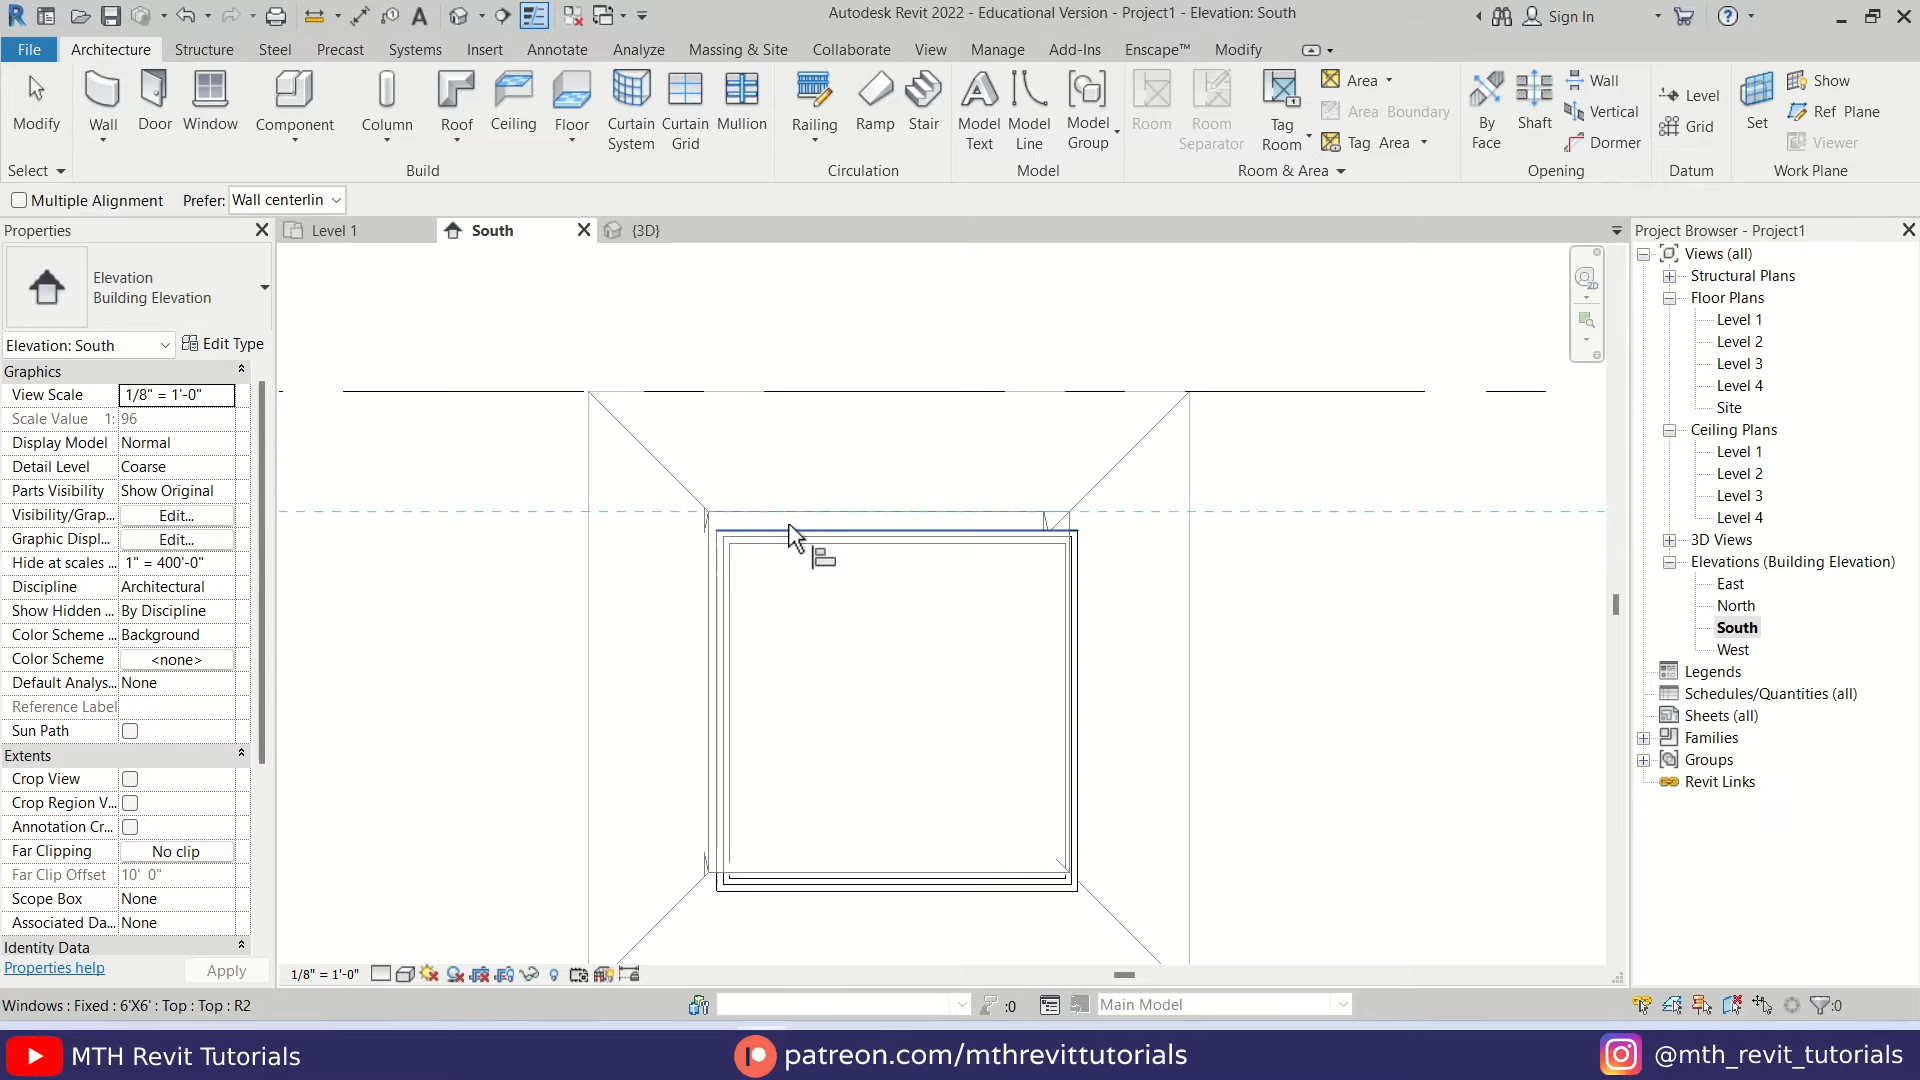 Autodesk Revit 2022 - Educational Version - Project1 - Elevation: South
Sign In
File
Architecture
Structure
Steel
Precast
Systems
Insert
Annotate
Analyze
Massing & Site
Collaborate
View
Manage
Add-Ins
Enscape™
Modify
Modify
Wall
Door
Window
Component
Column
Roof
Ceiling
Floor
Curtain System
Curtain Grid
Mullion
Railing
Ramp
Stair
Model Text
Model Line
Model Group
Room
Room Separator
Tag Room
Area
Area Boundary
Tag Area
By Face
Shaft
Wall
Vertical
Dormer
Level
Grid
Set
Show
Ref Plane
Viewer
Select
Build
Circulation
Model
Room & Area
Opening
Datum
Work Plane
Multiple Alignment
Prefer:
Wall centerlin
Properties
Level 1
South
{3D}
Project Browser - Project1
Elevation
Building Elevation
Elevation: South
Edit Type
Graphics
View Scale 1/8" = 1'-0"
Scale Value 1: 96
Display Model Normal
Detail Level Coarse
Parts Visibility Show Original
Visibility/Grap... Edit...
Graphic Displ... Edit...
Hide at scales ... 1" = 400'-0"
Discipline Architectural
Show Hidden ... By Discipline
Color Scheme ... Background
Color Scheme <none>
Default Analys... None
Reference Label
Sun Path
Extents
Crop View
Crop Region V...
Annotation Cr...
Far Clipping No clip
Far Clip Offset 10' 0"
Scope Box None
Associated Da... None
Identity Data
Properties help
Apply
Views (all)
Structural Plans
Floor Plans
Level 1
Level 2
Level 3
Level 4
Site
Ceiling Plans
Level 1
Level 2
Level 3
Level 4
3D Views
Elevations (Building Elevation)
East
North
South
West
Legends
Schedules/Quantities (all)
Sheets (all)
Families
Groups
Revit Links
2D
1/8" = 1'-0"
Windows : Fixed : 6'X6' : Top : Top : R2
:0
Main Model
:0
MTH Revit Tutorials
patreon.com/mthrevittutorials
@mth_revit_tutorials